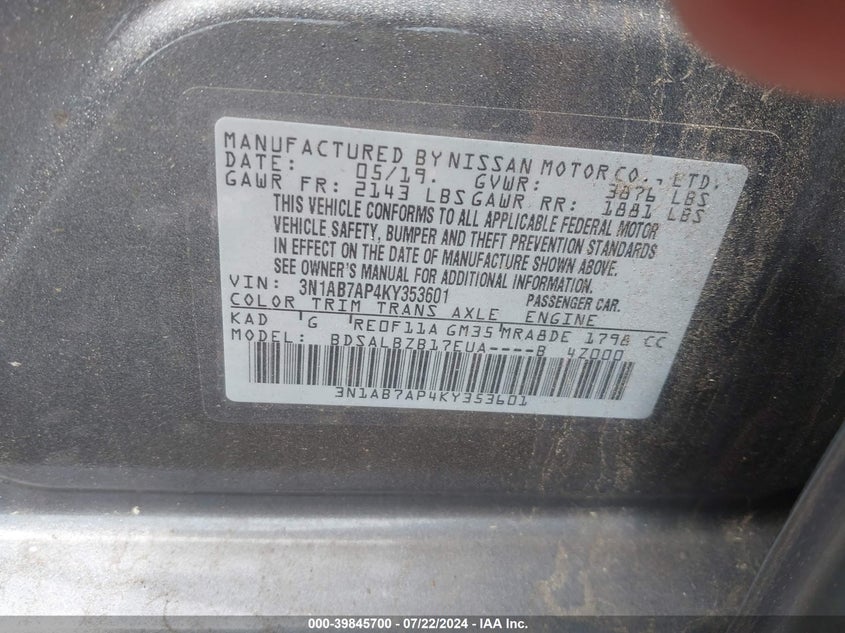 MANUFACTURED BY NISSAN MOTOR CO., LTD.
DATE: 05/19. GVWR: 3876 LBS
GAWR FR: 2143 LBS GAWR RR: 1881 LBS
THIS VEHICLE CONFORMS TO ALL APPLICABLE FEDERAL MOTOR
VEHICLE SAFETY, BUMPER AND THEFT PREVENTION STANDARDS
IN EFFECT ON THE DATE OF MANUFACTURE SHOWN ABOVE.
SEE OWNER'S MANUAL FOR ADDITIONAL INFORMATION.
VIN: 3N1AB7AP4KY353601 PASSENGER CAR.
COLOR TRIM TRANS AXLE ENGINE
KAD G RE0F11A GM35 MRA8DE 1798 CC
MODEL: BDSALBZB17EUA----B 4Z000
3N1AB7AP4KY353601
000-39845700 - 07/22/2024 - IAA Inc.